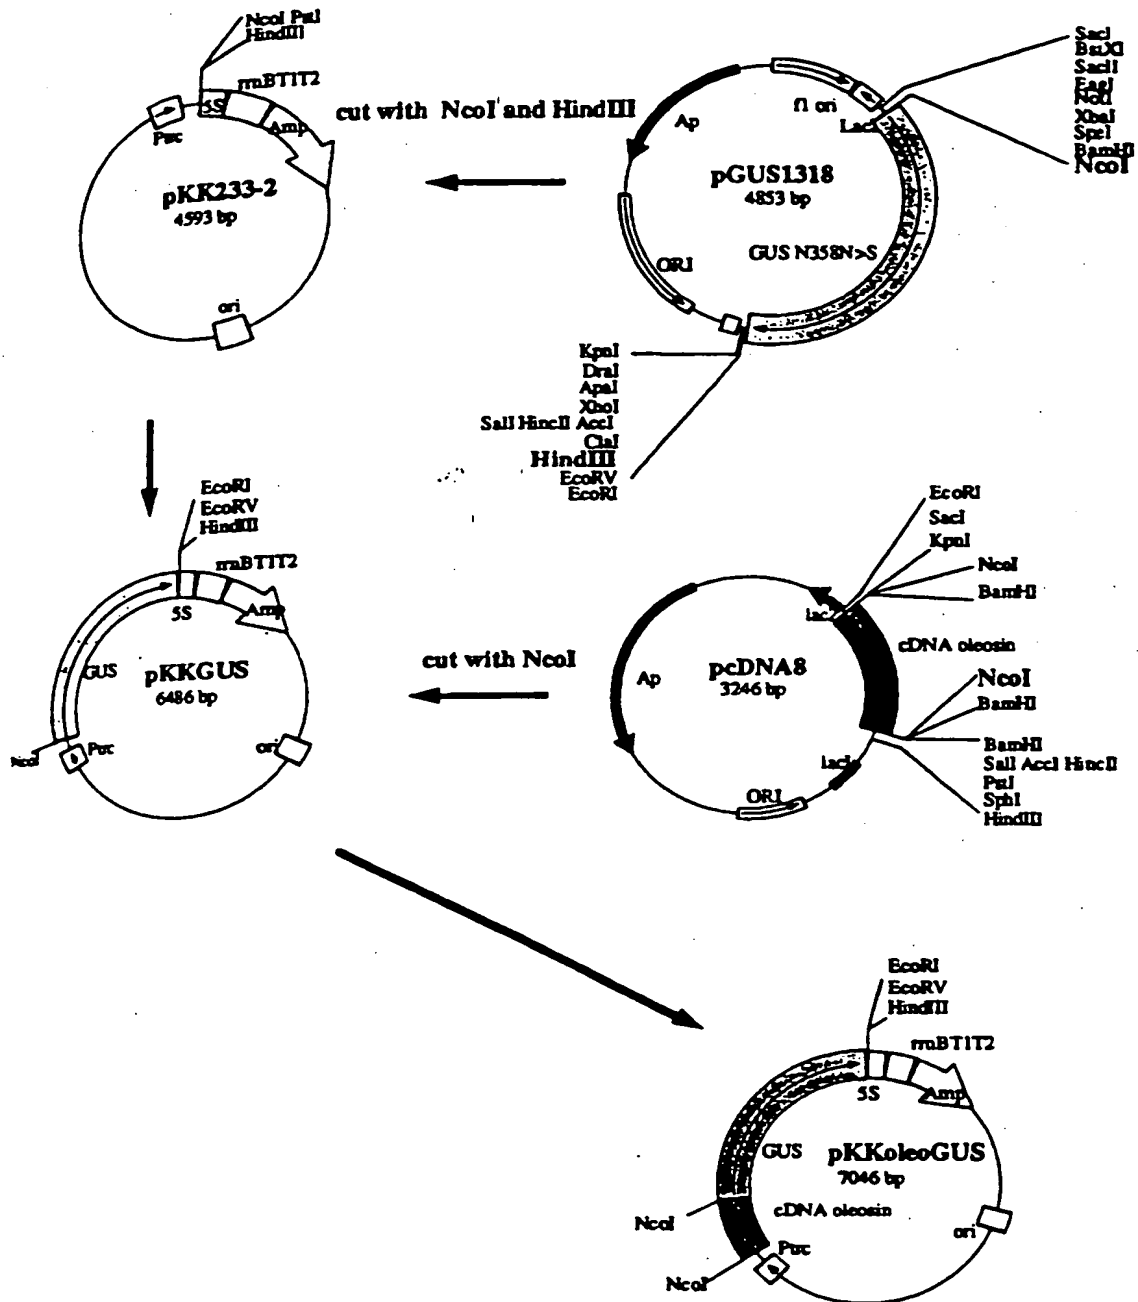 NcoI PstI
HindIII
rrnBT1T2
5S
Amp
Ptrc
pKK233-2
4593 bp
ori
cut with NcoI and HindIII
SacI
BstXI
SacII
EagI
NotI
XbaI
SpeI
BamHI
NcoI
f1 ori
Lac
Ap
pGUS1318
4853 bp
GUS N358N>S
ORI
KpnI
DraI
ApaI
XhoI
SalI HincII AccI
ClaI
HindIII
EcoRV
EcoRI
EcoRI
EcoRV
HindIII
rrnBT1T2
5S
Amp
GUS
pKKGUS
6486 bp
NcoI
Ptrc
ori
cut with NcoI
EcoRI
SacI
KpnI
NcoI
BamHI
lac
cDNA oleosin
Ap
pcDNA8
3246 bp
NcoI
BamHI
BamHI
SalI AccI HincII
PstI
SphI
HindIII
lacI
ORI
EcoRI
EcoRV
HindIII
rrnBT1T2
5S
Amp
GUS
pKKoleoGUS
7046 bp
NcoI
cDNA oleosin
ori
Ptrc
NcoI